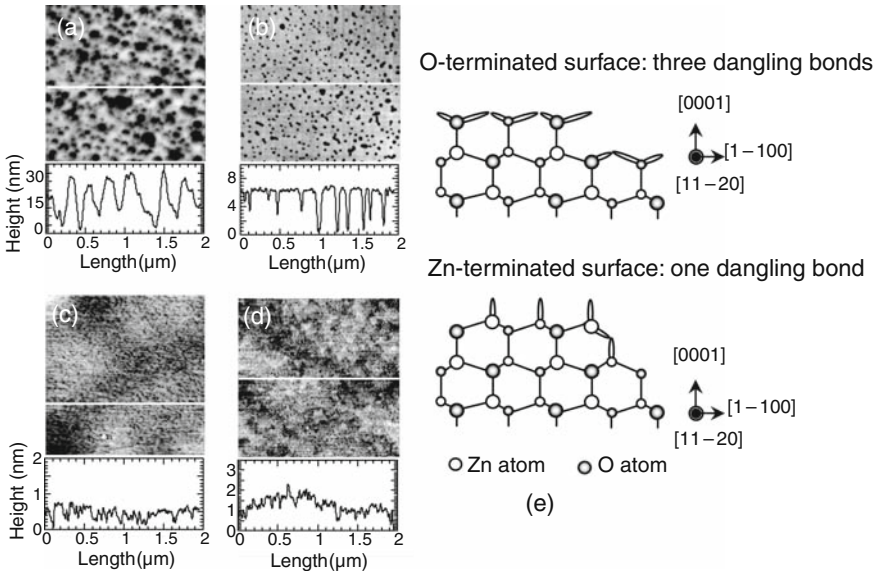 (a)
Height (nm)
30
15
0
0 0.5 1 1.5 2
Length(µm)
(b)
8
4
0
0 0.5 1 1.5 2
Length(µm)
(c)
Height (nm)
2
1
0
0 0.5 1 1.5 2
Length(µm)
(d)
3
2
1
0
0 0.5 1 1.5 2
Length(µm)
O-terminated surface: three dangling bonds
[0001]
[1–100]
[11–20]
Zn-terminated surface: one dangling bond
[0001]
[1–100]
[11–20]
Zn atom O atom
(e)